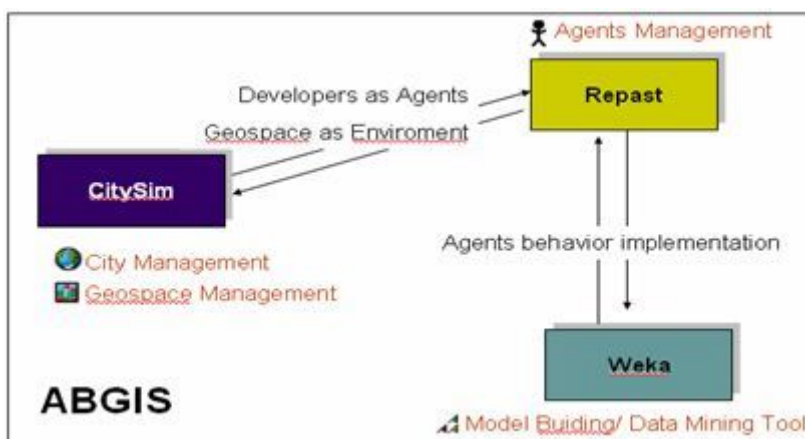 Agents Management
Repast
Developers as Agents
Geospace as Enviroment
CitySim
City Management
Geospace Management
Agents behavior implementation
Weka
ABGIS
Model Buiding/ Data Mining Tool